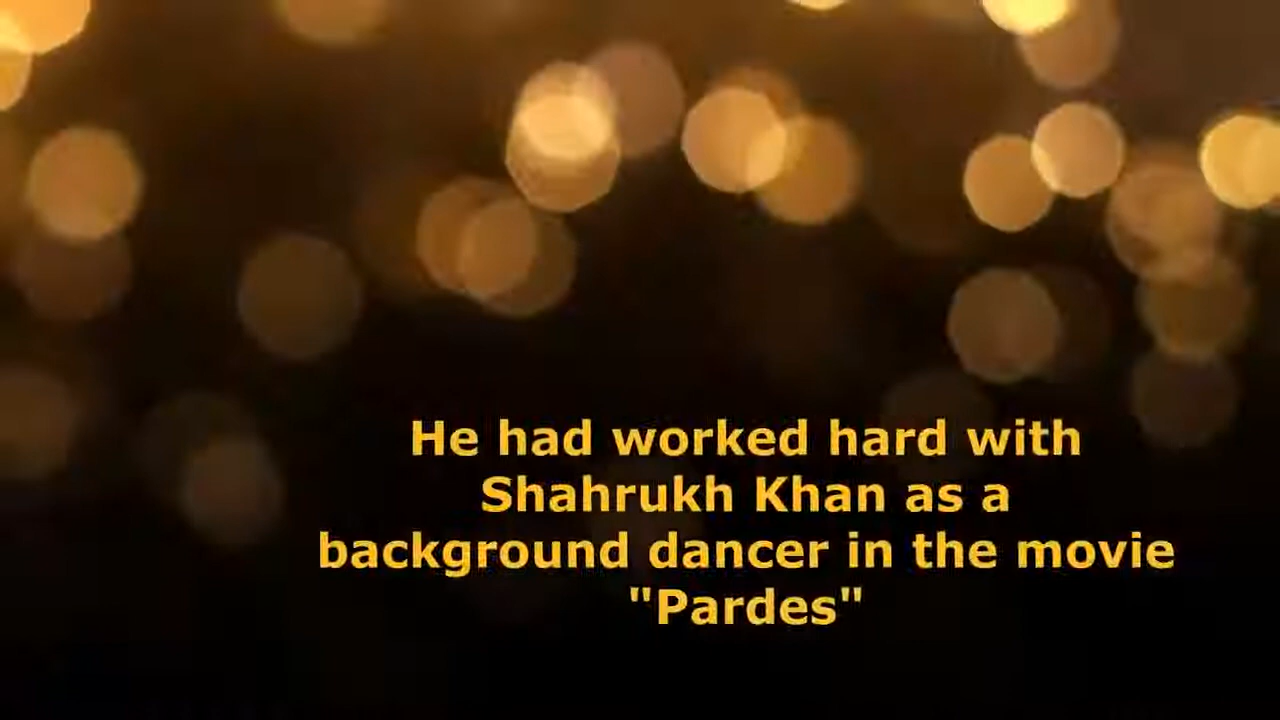 He had worked hard with
Shahrukh Khan as a
background dancer in the movie
"Pardes"